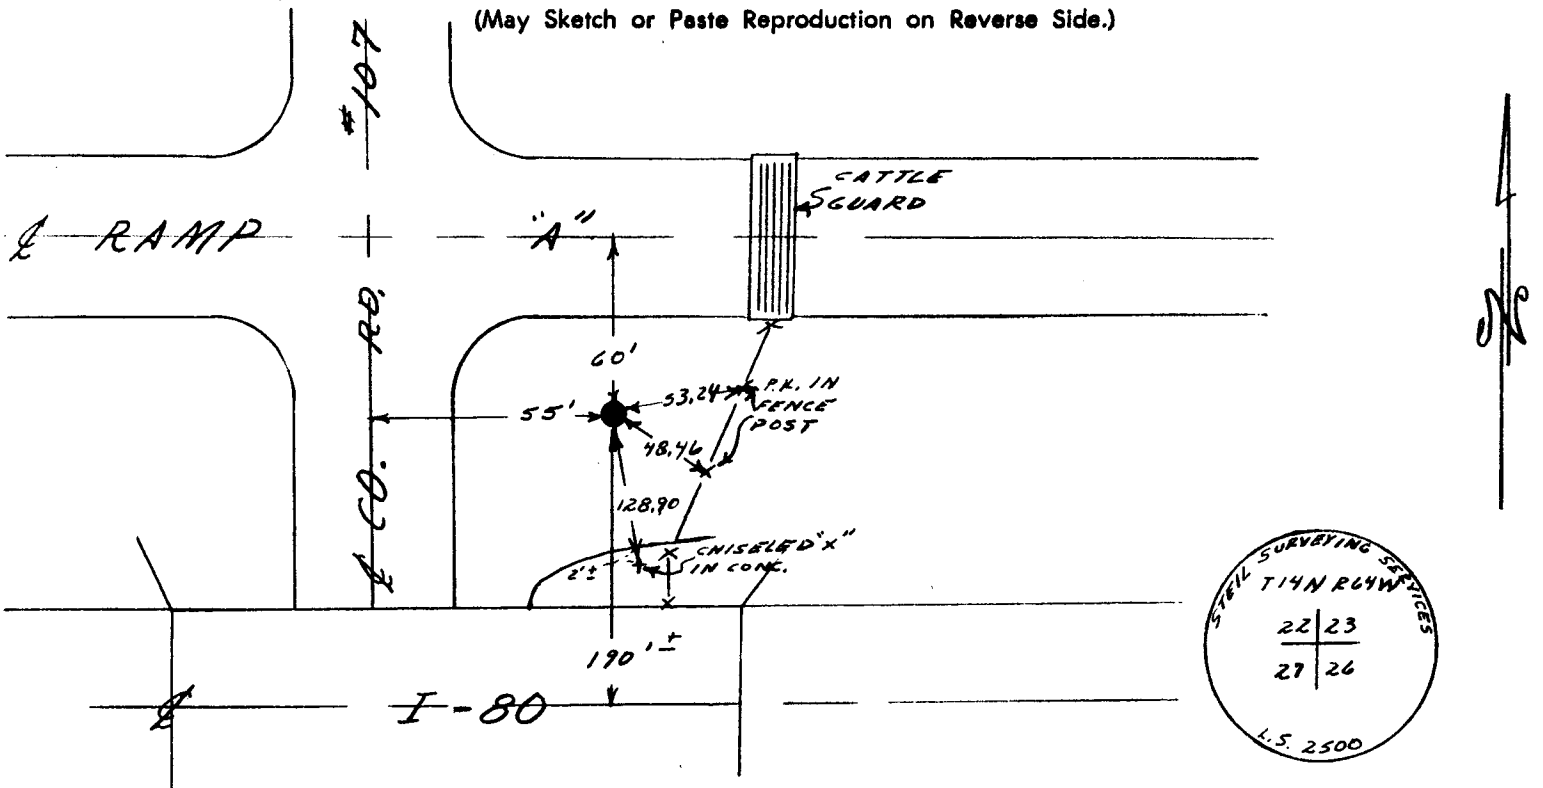 (May Sketch or Paste Reproduction on Reverse Side.)
℄ CO. RD. #107
CATTLE
GUARD
℄ RAMP "A"
60'
55'
53.24
P.K. IN
FENCE
POST
48.46
128.90
CHISELED "X"
IN CONC.
2'±
190'±
℄ I-80
N
STEIL SURVEYING SERVICES
T14N R64W
22 23
27 26
L.S. 2500